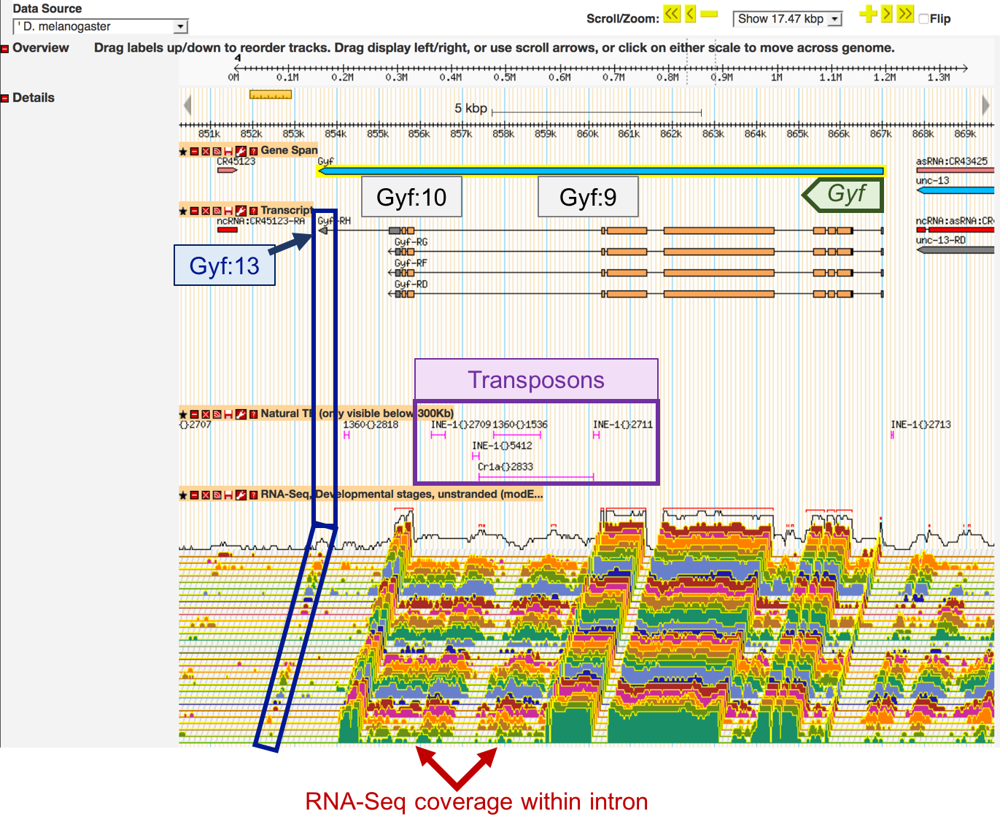 Data Source
' D. melanogaster
Scroll/Zoom:
<< < Show 17.47 kbp > >> Flip
Overview
Drag labels up/down to reorder tracks. Drag display left/right, or use scroll arrows, or click on either scale to move across genome.
4
0M 0.1M 0.2M 0.3M 0.4M 0.5M 0.6M 0.7M 0.8M 0.9M 1M 1.1M 1.2M 1.3M
Details
5 kbp
851k 852k 853k 854k 855k 856k 857k 858k 859k 860k 861k 862k 863k 864k 865k 866k 867k 868k 869k
Gene Span
CR45123 Gyf asRNA:CR43425
unc-13
Gyf:10 Gyf:9 Gyf
Transcript
ncRNA:CR45123-RA Gyf-RH ncRNA:asRNA:CR
Gyf-RG unc-13-RD
Gyf:13
Gyf-RF
Gyf-RD
Transposons
Natural TE (only visible below 300Kb)
{}2707 1360{}2818 INE-1{}2709 1360{}1536 INE-1{}2711 INE-1{}2713
INE-1{}5412
Cr1a{}2833
RNA-Seq, Developmental stages, unstranded (modE...
RNA-Seq coverage within intron